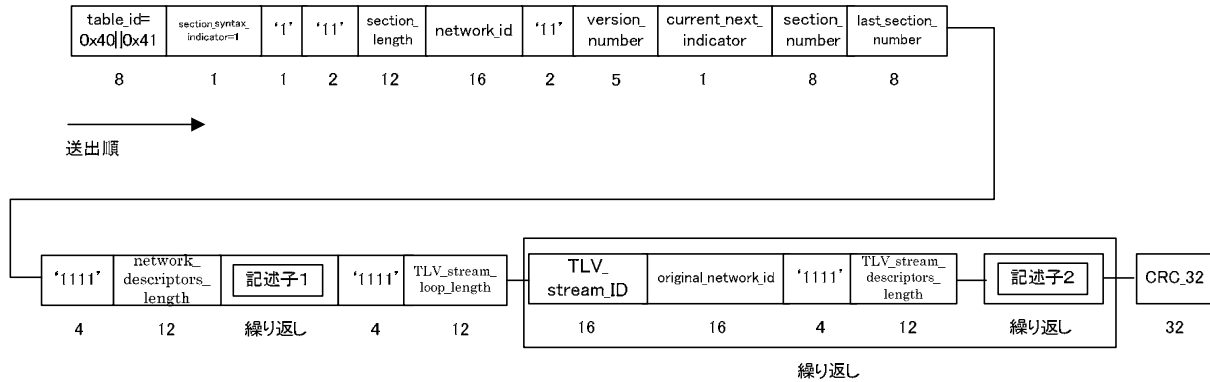 table_id=
0x40||0x41
section_syntax_
indicator=1
‘1’
‘11’
section_
length
network_id
‘11’
version_
number
current_next_
indicator
section_
number
last_section_
number
8
1
1
2
12
16
2
5
1
8
8
送出順
‘1111’
network_
descriptors_
length
記述子1
‘1111’
TLV_stream_
loop_length
TLV_
stream_ID
original_network_id
‘1111’
TLV_stream_
descriptors_
length
記述子2
CRC_32
4
12
繰り返し
4
12
16
16
4
12
繰り返し
32
繰り返し